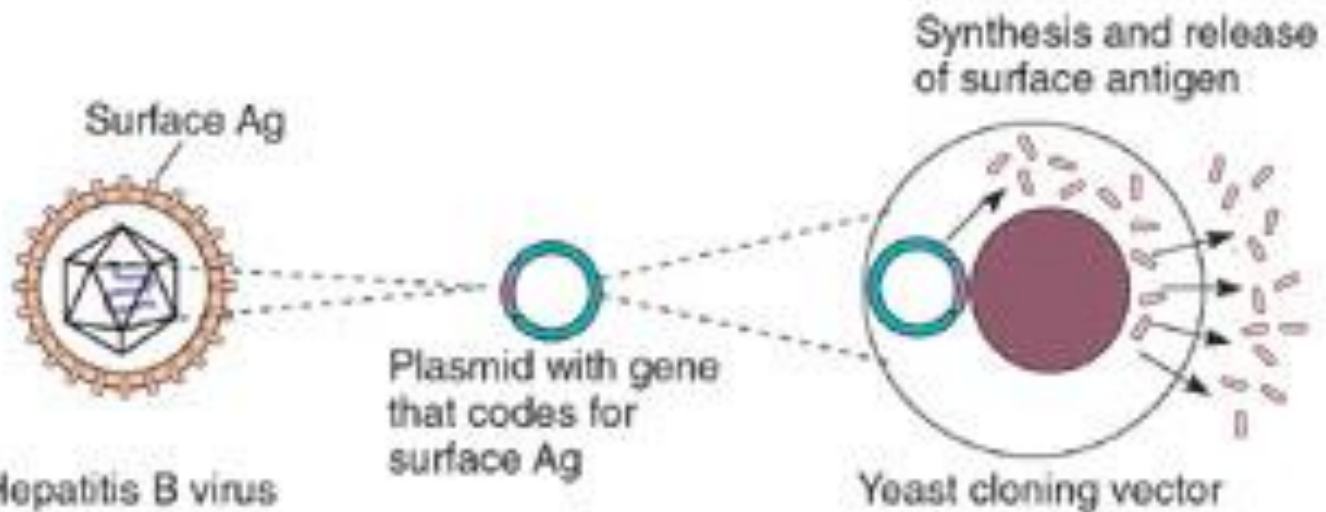 Surface Ag
Synthesis and release
of surface antigen
Plasmid with gene
that codes for
surface Ag
Hepatitis B virus
Yeast cloning vector